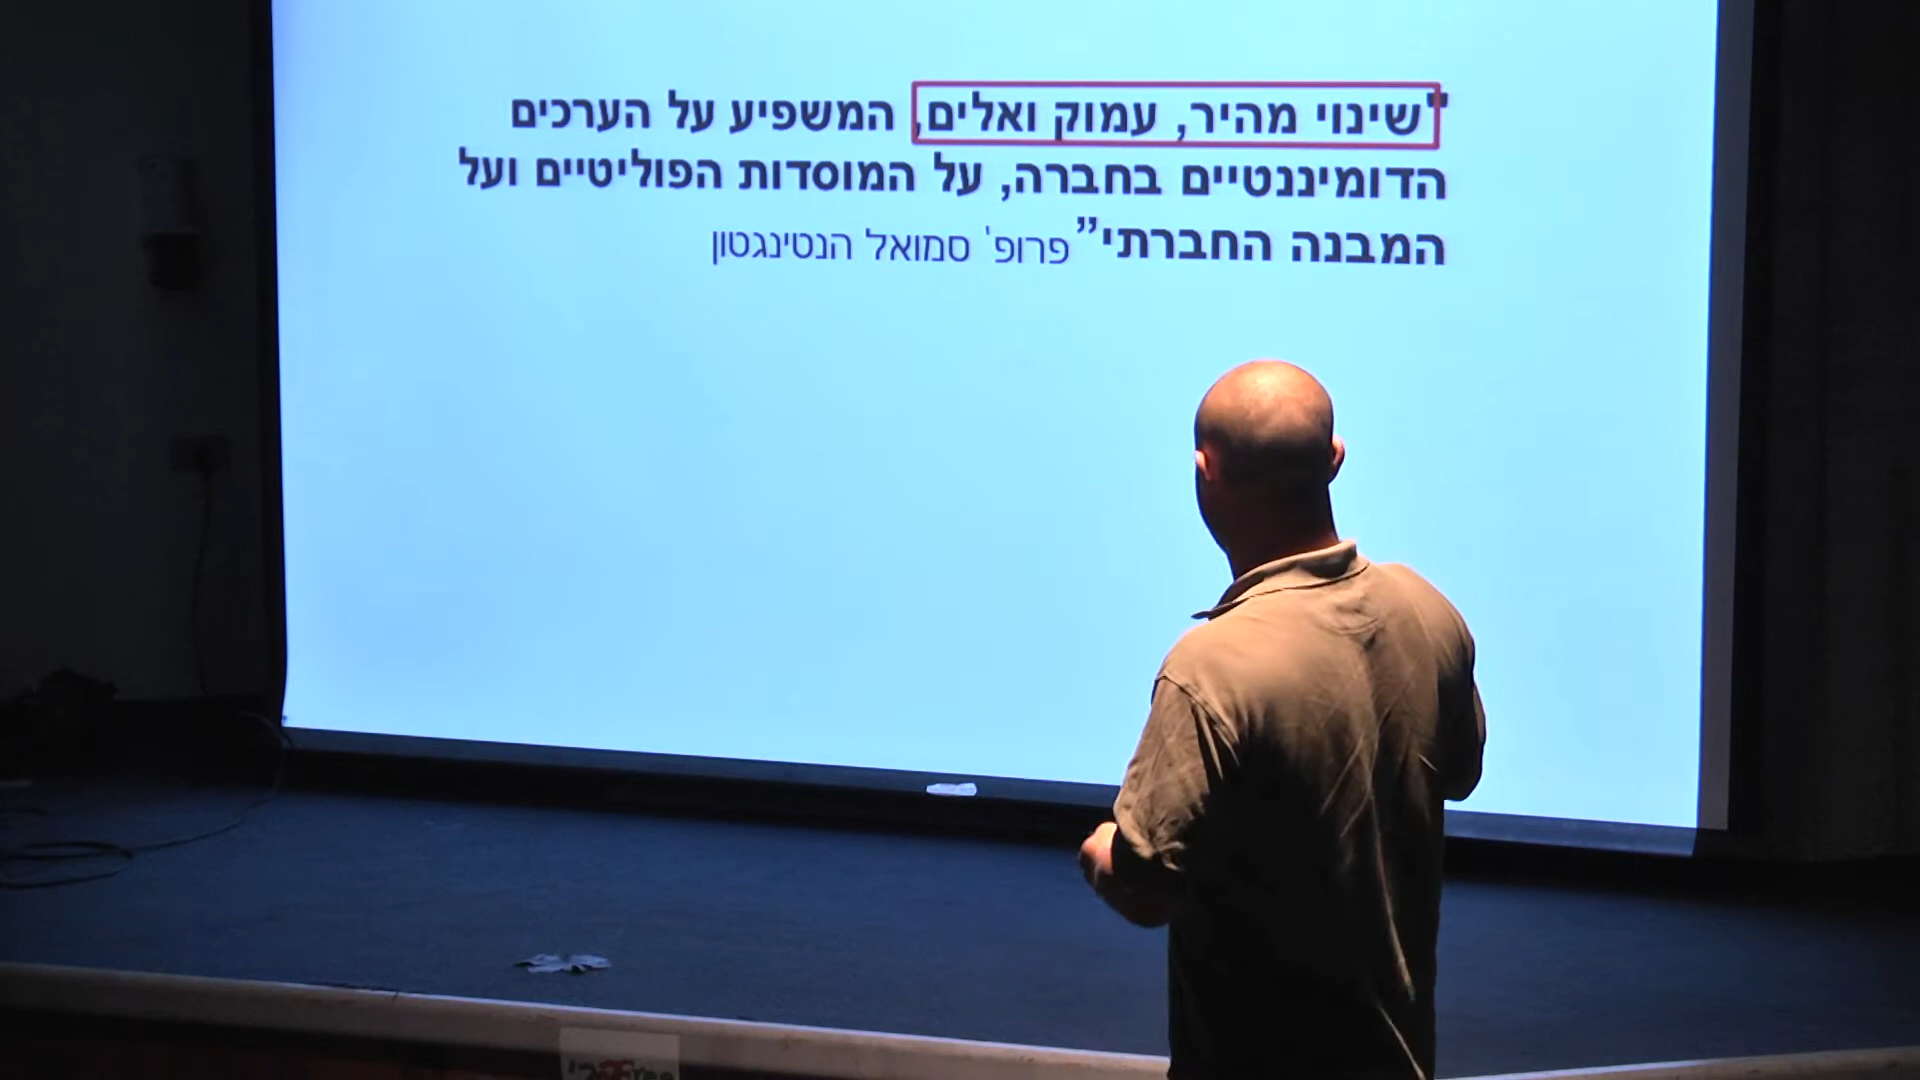 "שינוי מהיר, עמוק ואלים, המשפיע על הערכים
הדומיננטיים בחברה, על המוסדות הפוליטיים ועל
המבנה החברתי" פרופ' סמואל הנטינגטון